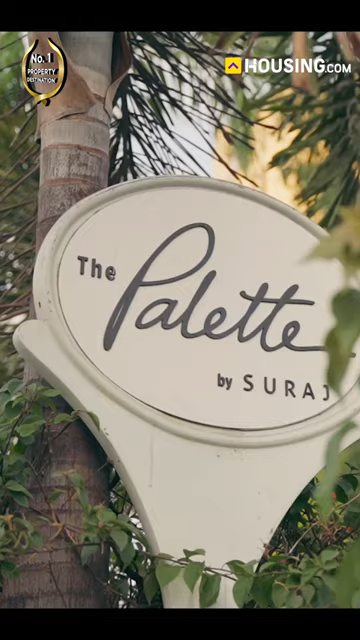 No. 1
PROPERTY
DESTINATION
HOUSING.COM
The Palette
by SURAJ